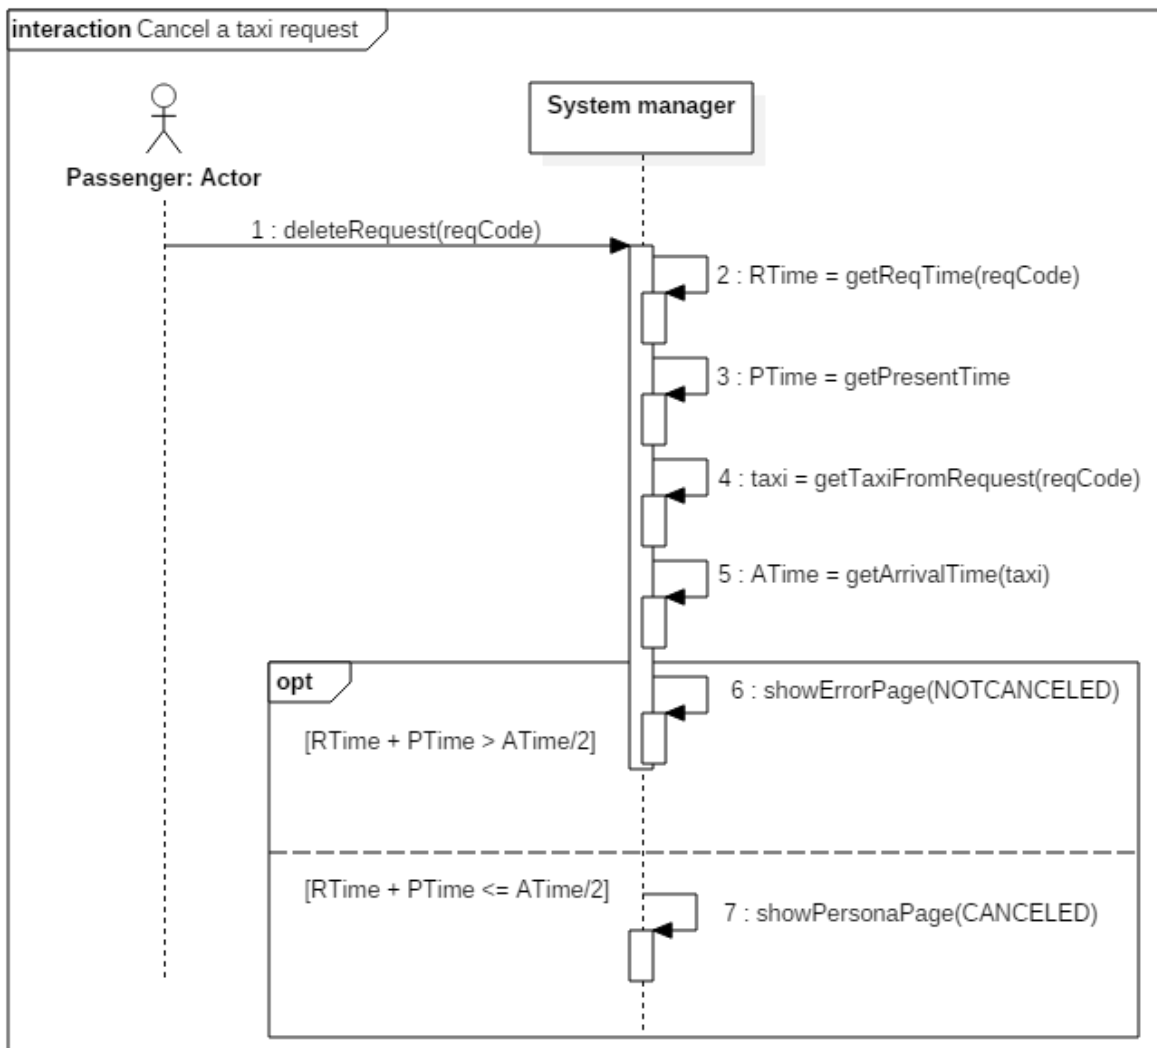 interaction Cancel a taxi request
System manager
Passenger: Actor
1 : deleteRequest(reqCode)
2 : RTime = getReqTime(reqCode)
3 : PTime = getPresentTime
4 : taxi = getTaxiFromRequest(reqCode)
5 : ATime = getArrivalTime(taxi)
opt
6 : showErrorPage(NOTCANCELED)
[RTime + PTime > ATime/2]
[RTime + PTime <= ATime/2]
7 : showPersonaPage(CANCELED)